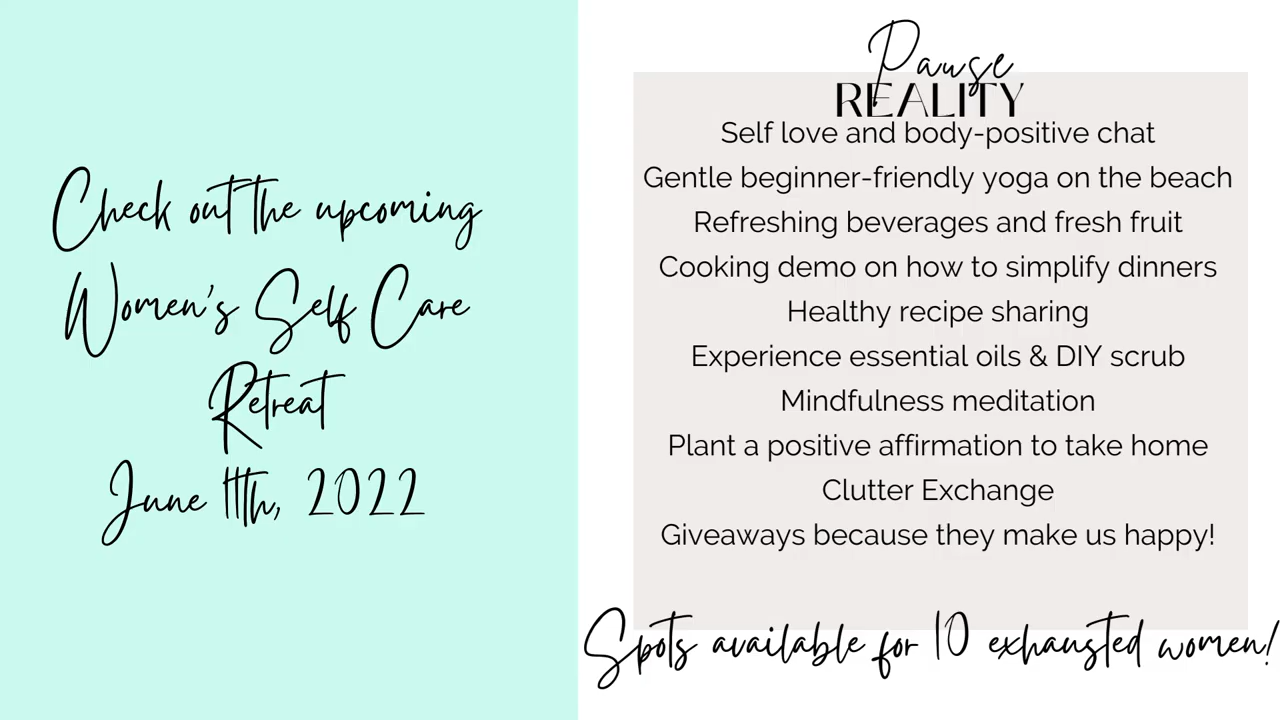 Check out the upcoming
Women's Self Care
Retreat
June 11th, 2022
Pause
REALITY
Self love and body-positive chat
Gentle beginner-friendly yoga on the beach
Refreshing beverages and fresh fruit
Cooking demo on how to simplify dinners
Healthy recipe sharing
Experience essential oils & DIY scrub
Mindfulness meditation
Plant a positive affirmation to take home
Clutter Exchange
Giveaways because they make us happy!
Spots available for 10 exhausted women!